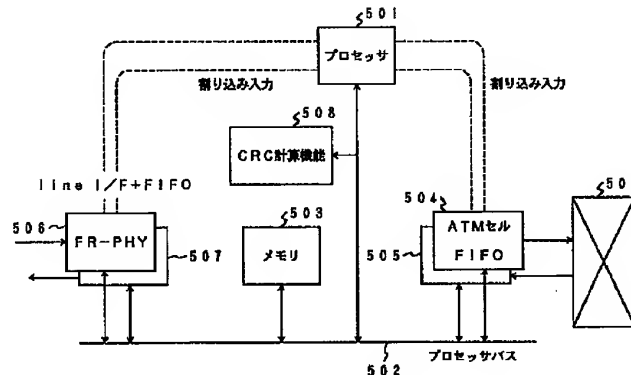 501
プロセッサ
割り込み入力
割り込み入力
508
CRC計算機能
line I/F+FIFO
506
FR-PHY
507
503
メモリ
504
ATMセル
FIFO
505
50
502
プロセッサバス